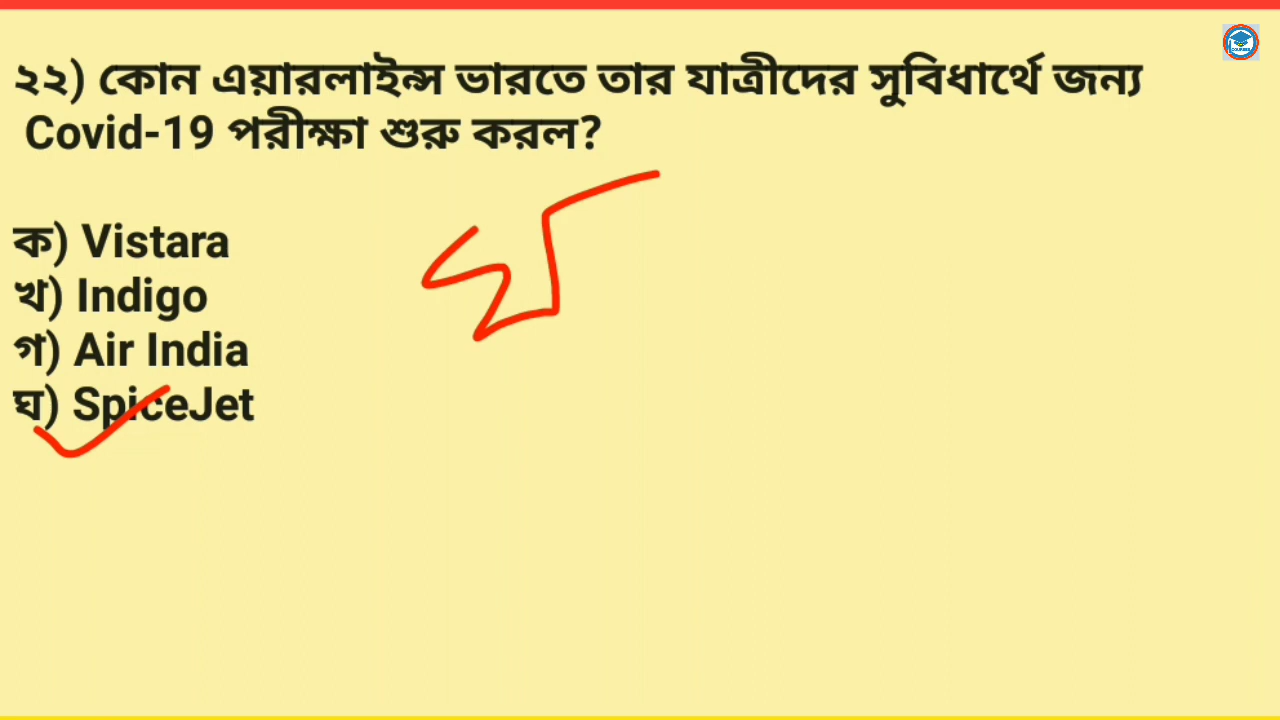 ২২) কোন এয়ারলাইন্স ভারতে তার যাত্রীদের সুবিধার্থে জন্য
Covid-19 পরীক্ষা শুরু করল?
ক) Vistara
খ) Indigo
গ) Air India
ঘ) SpiceJet
ঘ